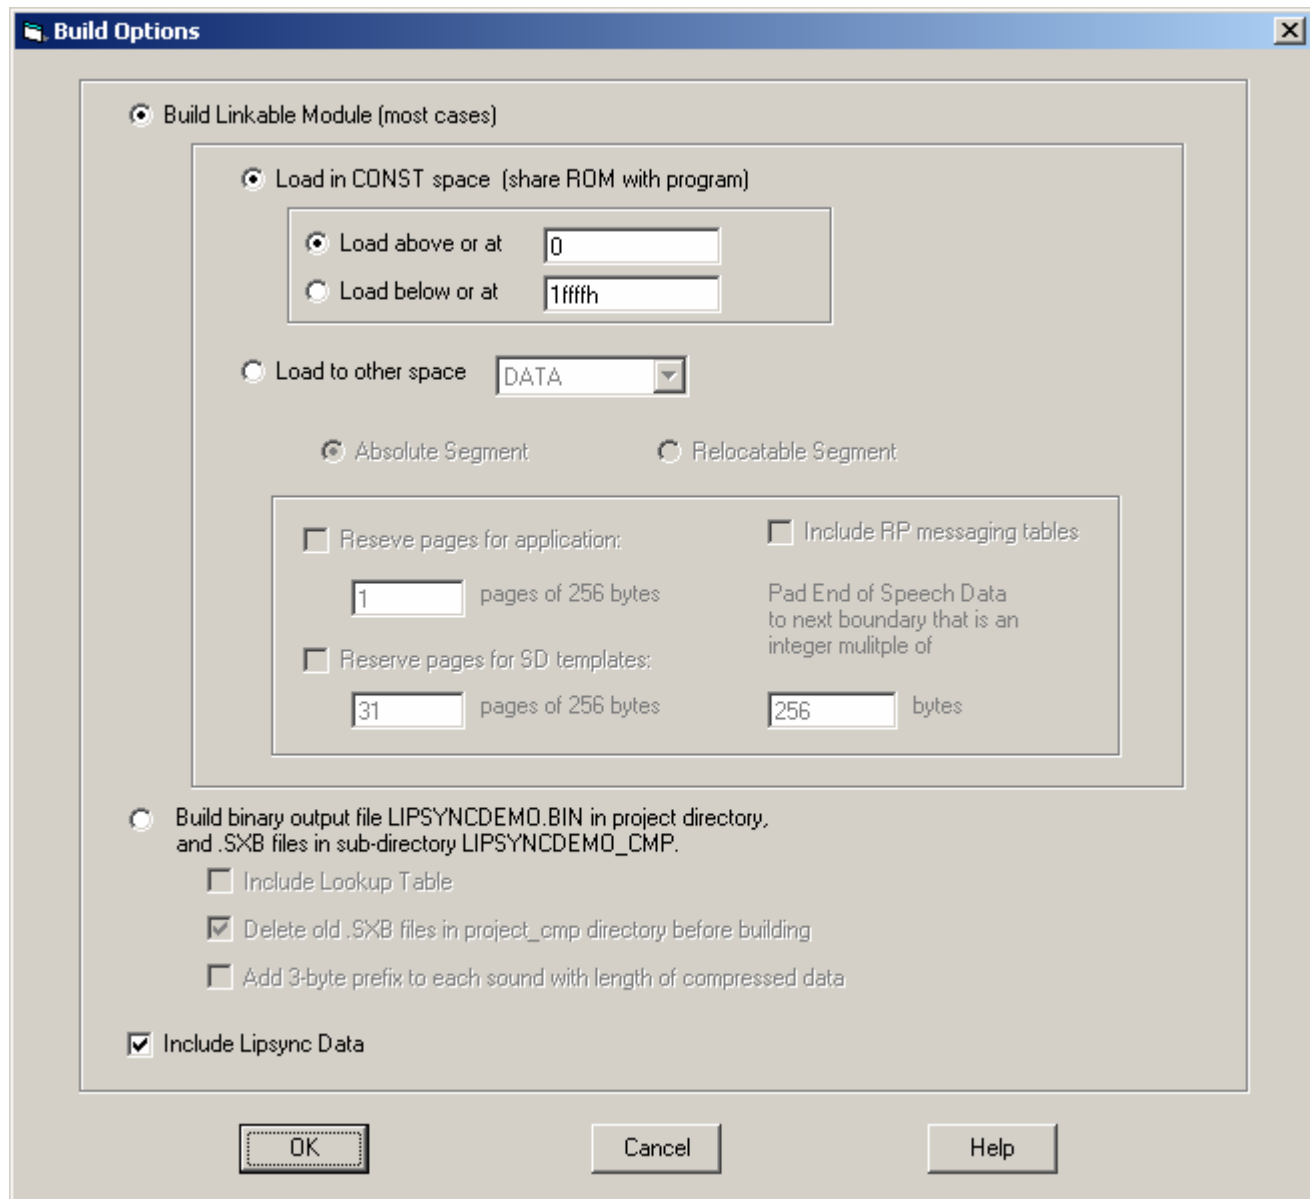 Build Options
Build Linkable Module (most cases)
Load in CONST space (share ROM with program)
Load above or at 0
Load below or at 1ffffh
Load to other space DATA
Absolute Segment Relocatable Segment
Reseve pages for application: Include RP messaging tables
1 pages of 256 bytes
Pad End of Speech Data
to next boundary that is an
integer mulitple of
Reserve pages for SD templates:
31 pages of 256 bytes 256 bytes
Build binary output file LIPSYNCDEMO.BIN in project directory,
and .SXB files in sub-directory LIPSYNCDEMO_CMP.
Include Lookup Table
Delete old .SXB files in project_cmp directory before building
Add 3-byte prefix to each sound with length of compressed data
Include Lipsync Data
OK Cancel Help